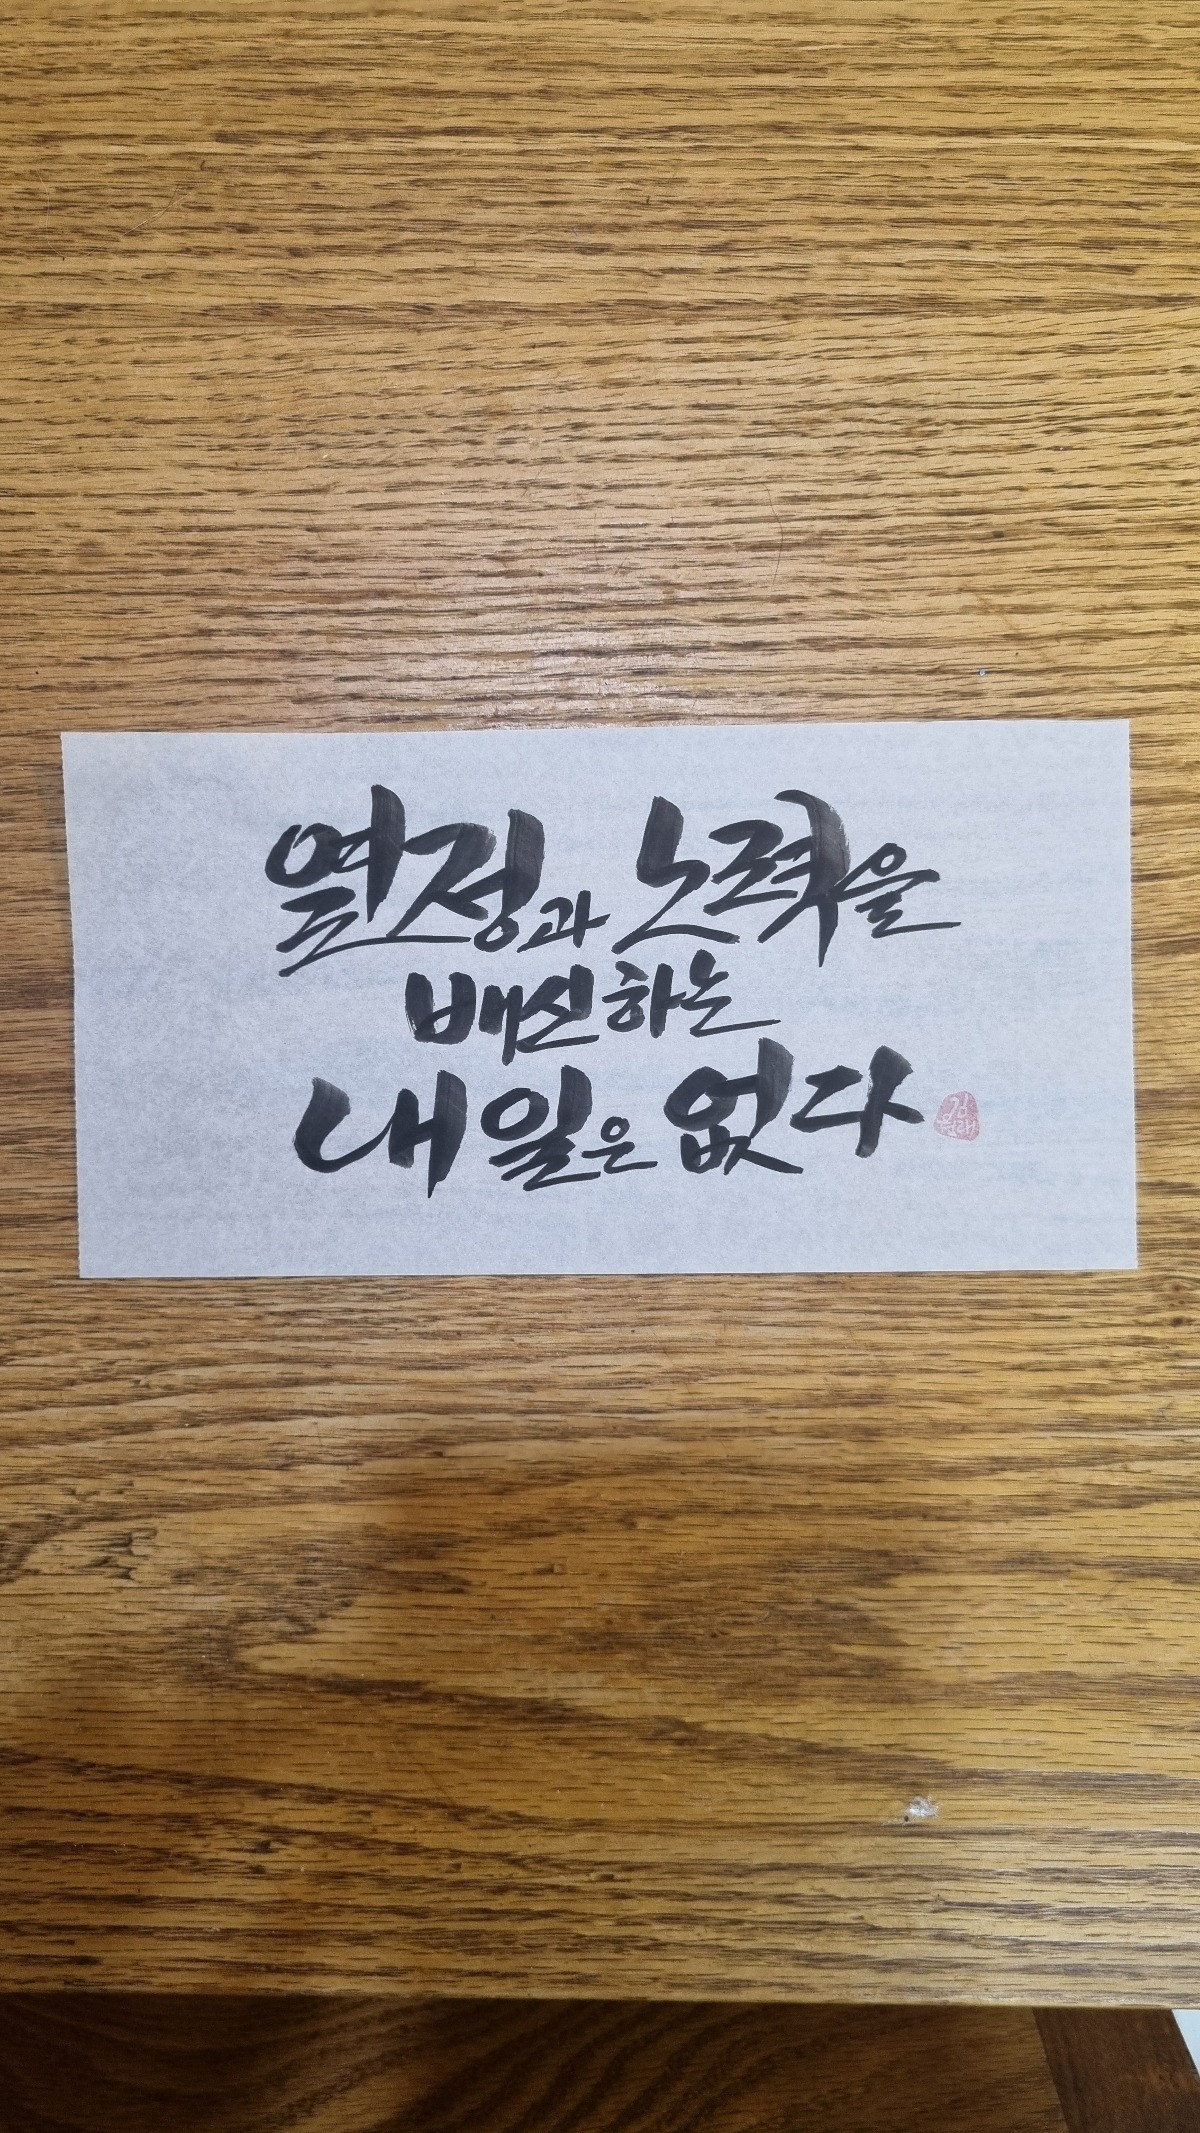 열정과 노력을
배신하는
내일은 없다